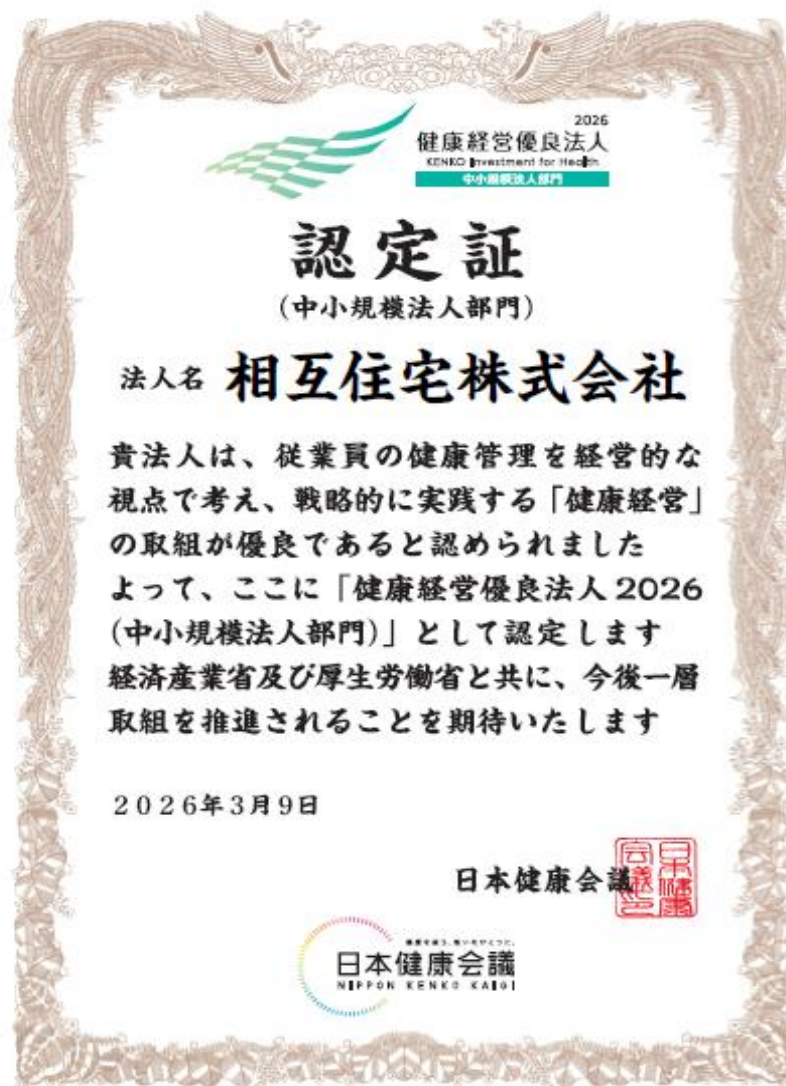 2026
健康経営優良法人
KENKO Investment for Health
中小規模法人部門
認定証
(中小規模法人部門)
法人名 相互住宅株式会社
貴法人は、従業員の健康管理を経営的な
視点で考え、戦略的に実践する「健康経営」
の取組が優良であると認められました
よって、ここに「健康経営優良法人2026
(中小規模法人部門)」として認定します
経済産業省及び厚生労働省と共に、今後一層
取組を推進されることを期待いたします
2026年3月9日
日本健康会議
日本健康会議之印
日本健康会議
NIPPON KENKO KAIGI